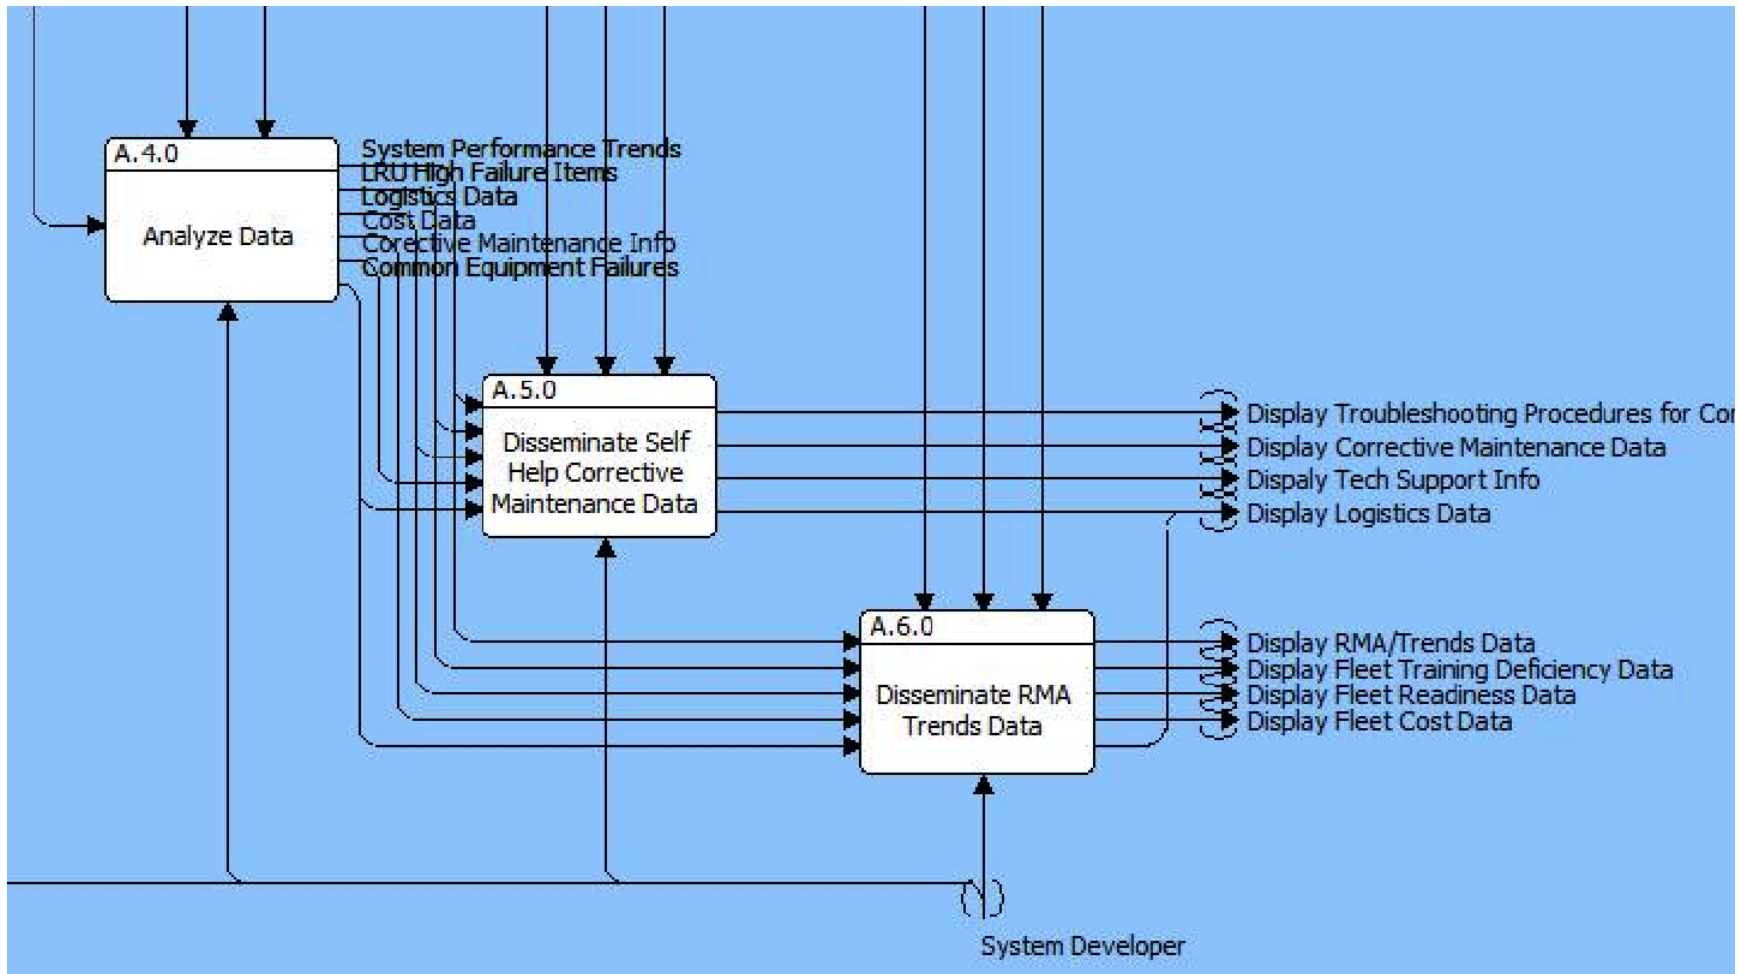 A.4.0
Analyze Data
System Performance Trends
LRU High Failure Items
Logistics Data
Cost Data
Corective Maintenance Info
Common Equipment Failures
A.5.0
Disseminate Self
Help Corrective
Maintenance Data
Display Troubleshooting Procedures for Cor
Display Corrective Maintenance Data
Dispaly Tech Support Info
Display Logistics Data
A.6.0
Disseminate RMA
Trends Data
Display RMA/Trends Data
Display Fleet Training Deficiency Data
Display Fleet Readiness Data
Display Fleet Cost Data
System Developer